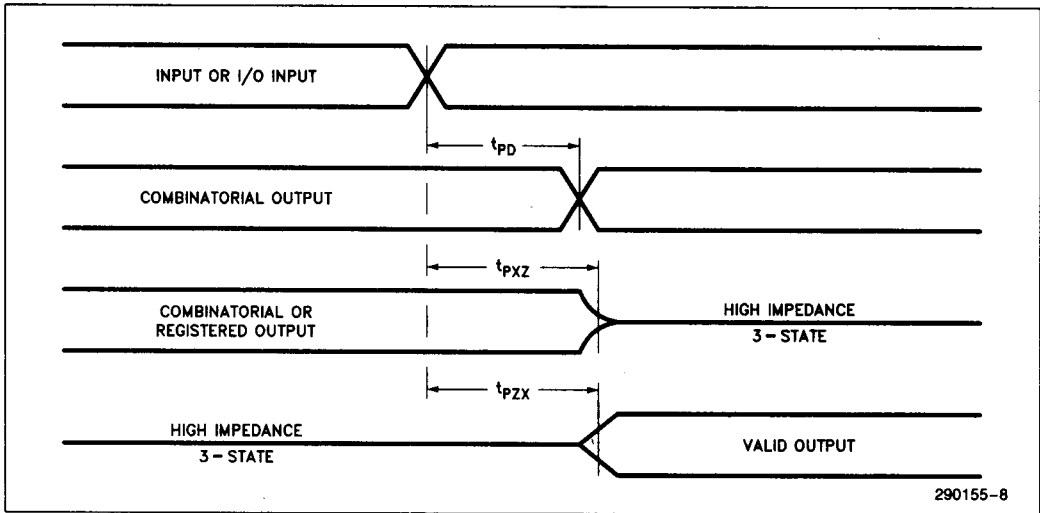 INPUT OR I/O INPUT
tPD
COMBINATORIAL OUTPUT
tPXZ
COMBINATORIAL OR
REGISTERED OUTPUT
HIGH IMPEDANCE
3-STATE
tPZX
HIGH IMPEDANCE
3-STATE
VALID OUTPUT
290155-8